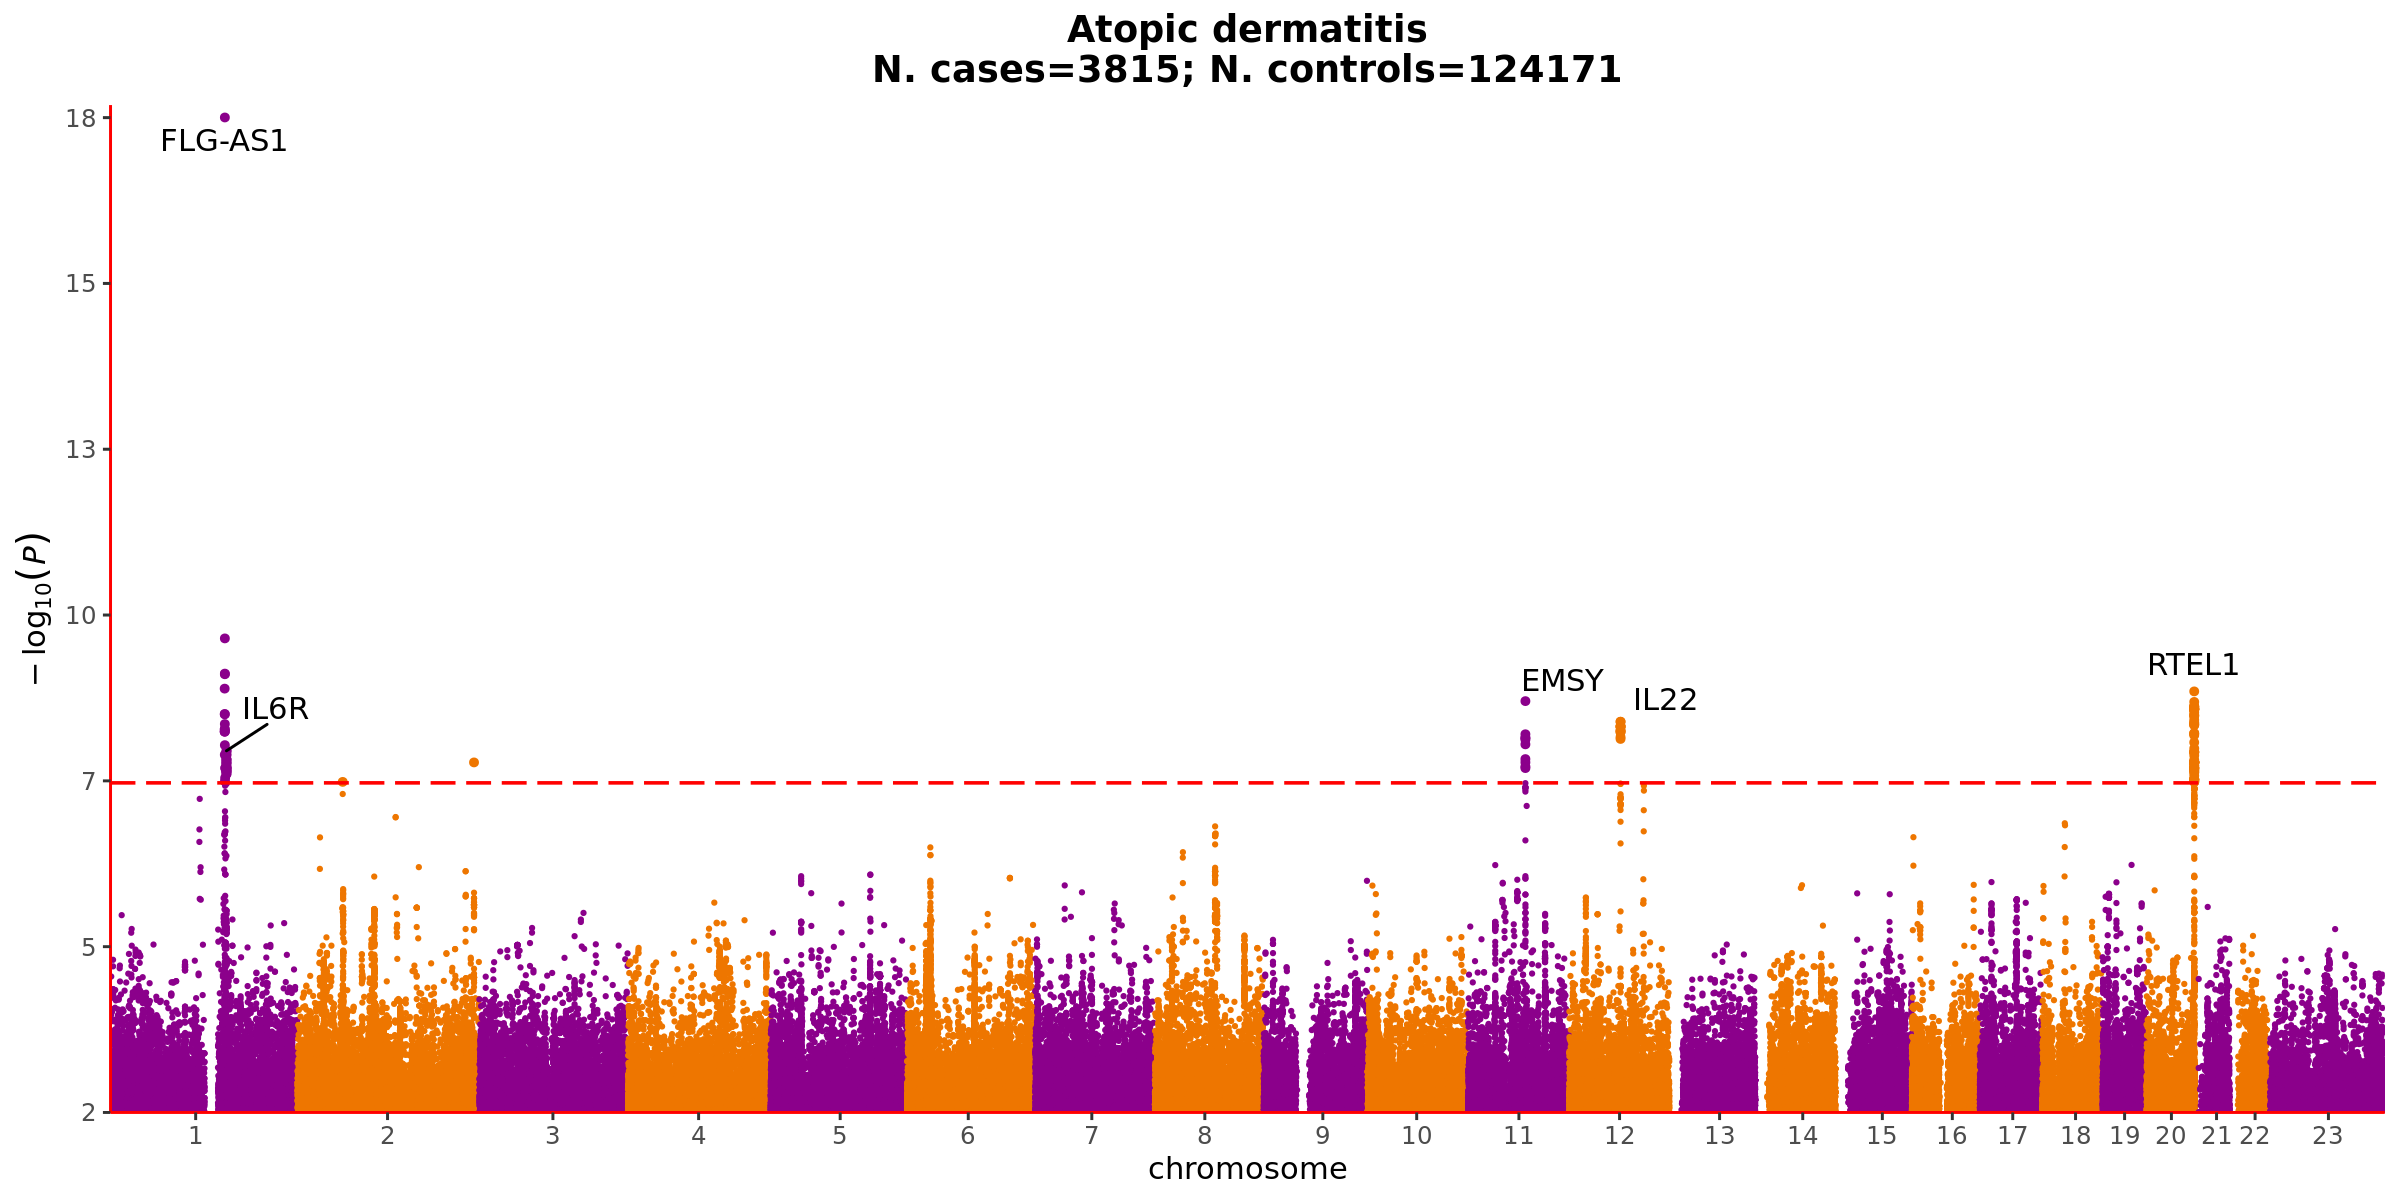 Atopic dermatitis
N. cases=3815; N. controls=124171
18
FLG-AS1
15
13
− log10(P)
10
RTEL1
EMSY
IL22
IL6R
7
5
2
1 2 3 4 5 6 7 8 9 10 11 12 13 14 15 16 17 18 19 20 21 22 23
chromosome